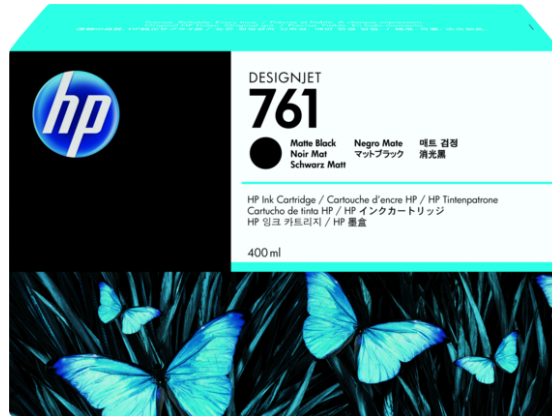 hp
DESIGNJET
761
Matte Black Negro Mate 매트 검정
Noir Mat マットブラック 消光黒
Schwarz Matt
HP Ink Cartridge / Cartouche d'encre HP / HP Tintenpatrone
Cartucho de tinta HP / HP インクカートリッジ
HP 잉크 카트리지 / HP 墨盒
400 ml